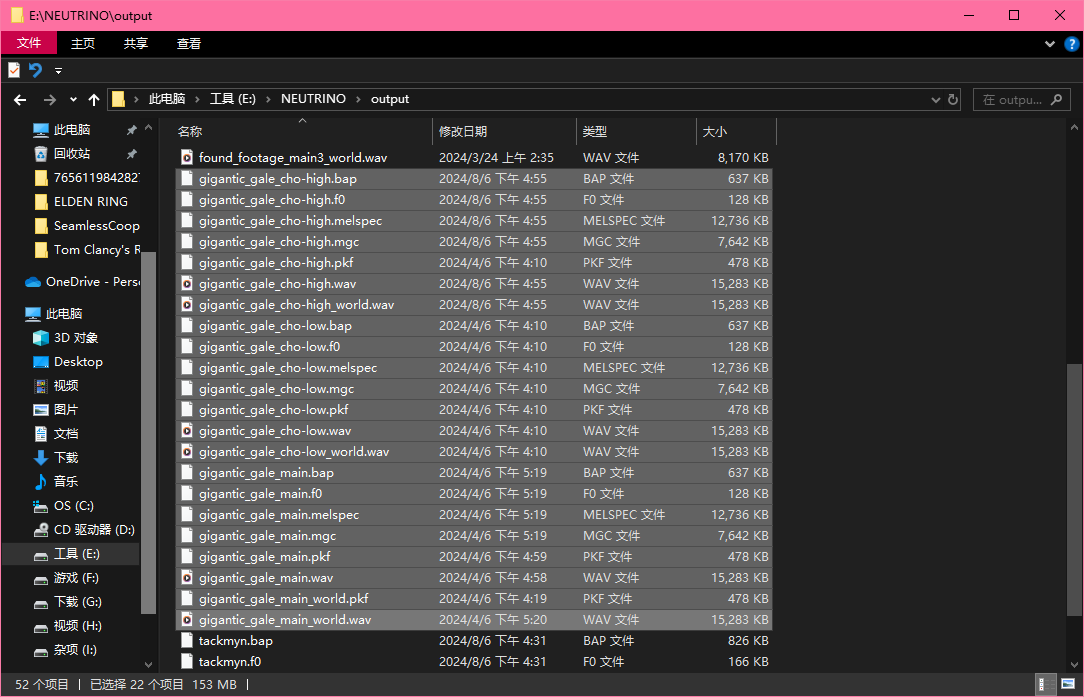 E:\NEUTRINO\output
文件 主页 共享 查看
此电脑 工具 (E:) NEUTRINO output 在 outpu...
此电脑
回收站
765611984282
ELDEN RING
SeamlessCoop
Tom Clancy's R
OneDrive - Perso
此电脑
3D 对象
Desktop
视频
图片
文档
下载
音乐
OS (C:)
CD 驱动器 (D:)
工具 (E:)
游戏 (F:)
下载 (G:)
视频 (H:)
杂项 (I:)
名称 修改日期 类型 大小
found_footage_main3_world.wav 2024/3/24 上午 2:35 WAV 文件 8,170 KB
gigantic_gale_cho-high.bap 2024/8/6 下午 4:55 BAP 文件 637 KB
gigantic_gale_cho-high.f0 2024/8/6 下午 4:55 F0 文件 128 KB
gigantic_gale_cho-high.melspec 2024/8/6 下午 4:55 MELSPEC 文件 12,736 KB
gigantic_gale_cho-high.mgc 2024/8/6 下午 4:55 MGC 文件 7,642 KB
gigantic_gale_cho-high.pkf 2024/4/6 下午 4:10 PKF 文件 478 KB
gigantic_gale_cho-high.wav 2024/8/6 下午 4:55 WAV 文件 15,283 KB
gigantic_gale_cho-high_world.wav 2024/8/6 下午 4:55 WAV 文件 15,283 KB
gigantic_gale_cho-low.bap 2024/4/6 下午 4:10 BAP 文件 637 KB
gigantic_gale_cho-low.f0 2024/4/6 下午 4:10 F0 文件 128 KB
gigantic_gale_cho-low.melspec 2024/4/6 下午 4:10 MELSPEC 文件 12,736 KB
gigantic_gale_cho-low.mgc 2024/4/6 下午 4:10 MGC 文件 7,642 KB
gigantic_gale_cho-low.pkf 2024/4/6 下午 4:10 PKF 文件 478 KB
gigantic_gale_cho-low.wav 2024/4/6 下午 4:10 WAV 文件 15,283 KB
gigantic_gale_cho-low_world.wav 2024/4/6 下午 4:10 WAV 文件 15,283 KB
gigantic_gale_main.bap 2024/4/6 下午 5:19 BAP 文件 637 KB
gigantic_gale_main.f0 2024/4/6 下午 5:19 F0 文件 128 KB
gigantic_gale_main.melspec 2024/4/6 下午 5:19 MELSPEC 文件 12,736 KB
gigantic_gale_main.mgc 2024/4/6 下午 5:19 MGC 文件 7,642 KB
gigantic_gale_main.pkf 2024/4/6 下午 4:59 PKF 文件 478 KB
gigantic_gale_main.wav 2024/4/6 下午 4:58 WAV 文件 15,283 KB
gigantic_gale_main_world.pkf 2024/4/6 下午 4:19 PKF 文件 478 KB
gigantic_gale_main_world.wav 2024/4/6 下午 5:20 WAV 文件 15,283 KB
tackmyn.bap 2024/8/6 下午 4:31 BAP 文件 826 KB
tackmyn.f0 2024/8/6 下午 4:31 F0 文件 166 KB
52 个项目 已选择 22 个项目 153 MB